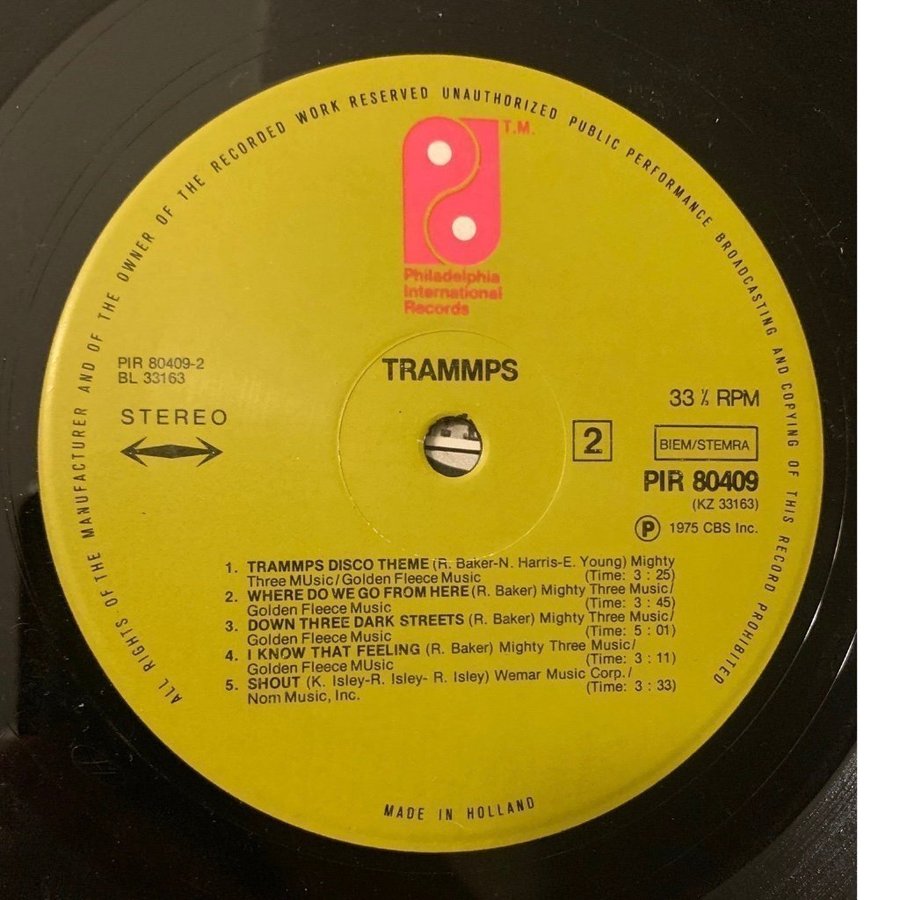 ALL RIGHTS OF THE MANUFACTURER AND OF THE OWNER OF THE RECORDED WORK RESERVED UNAUTHORIZED PUBLIC PERFORMANCE BROADCASTING AND COPYING OF THIS RECORD PROHIBITED
T.M.
Philadelphia
International
Records
TRAMMPS
PIR 80409-2
BL 33163
STEREO
33 ⅓ RPM
2
BIEM/STEMRA
PIR 80409
(KZ 33163)
Ⓟ 1975 CBS Inc.
1. TRAMMPS DISCO THEME (R. Baker-N. Harris-E. Young) Mighty
Three MUsic/Golden Fleece Music (Time: 3 : 25)
2. WHERE DO WE GO FROM HERE (R. Baker) Mighty Three Music/
Golden Fleece Music (Time: 3 : 45)
3. DOWN THREE DARK STREETS (R. Baker) Mighty Three Music/
Golden Fleece Music (Time: 5 : 01)
4. I KNOW THAT FEELING (R. Baker) Mighty Three Music/
Golden Fleece MUsic (Time: 3 : 11)
5. SHOUT (K. Isley-R. Isley- R. Isley) Wemar Music Corp./
Nom Music, Inc. (Time: 3 : 33)
MADE IN HOLLAND